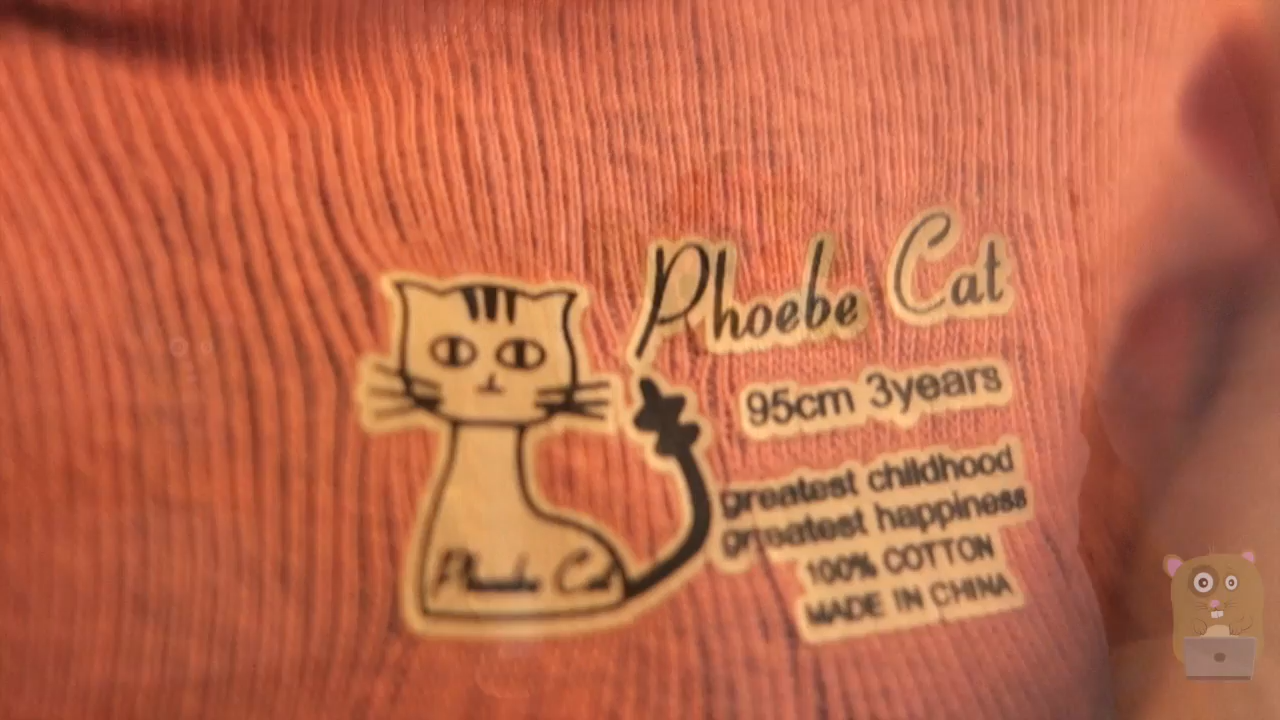 Phoebe Cat
95cm 3years
greatest childhood
greatest happiness
100% COTTON
MADE IN CHINA
Phoebe Cat